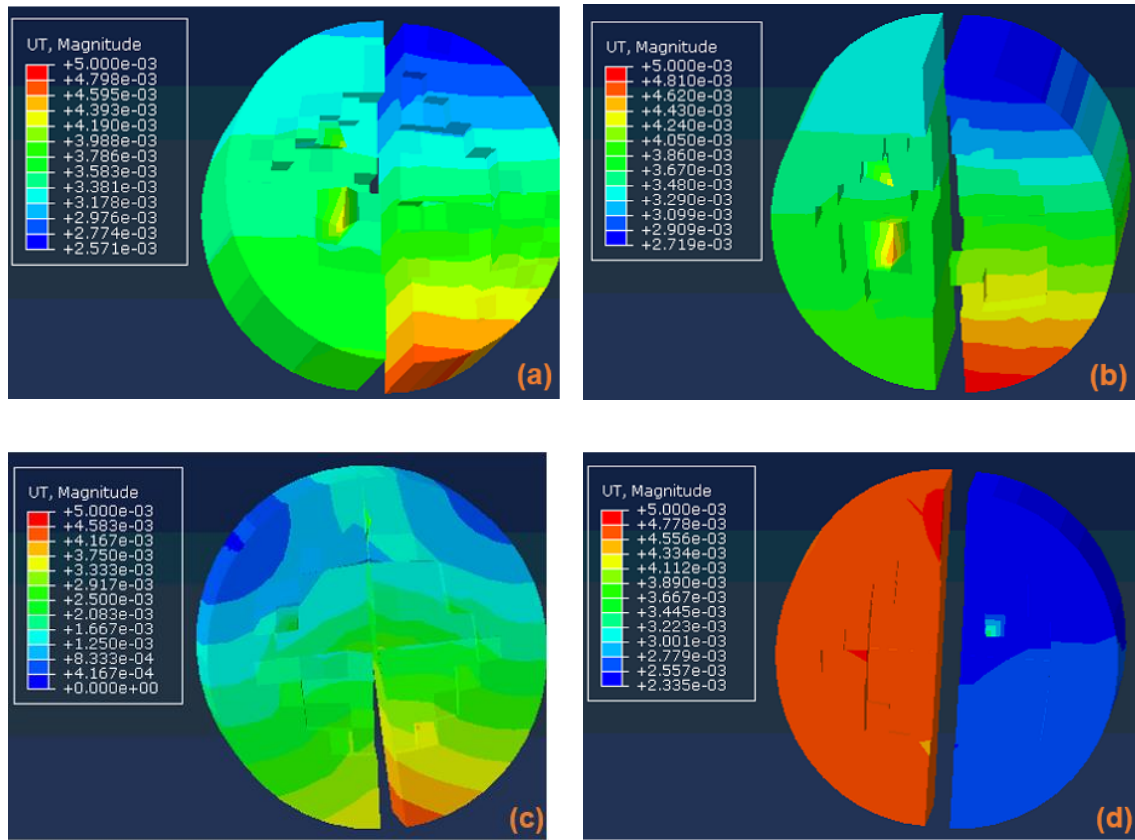 UT, Magnitude
+5.000e-03
+4.798e-03
+4.595e-03
+4.393e-03
+4.190e-03
+3.988e-03
+3.786e-03
+3.583e-03
+3.381e-03
+3.178e-03
+2.976e-03
+2.774e-03
+2.571e-03
(a)
UT, Magnitude
+5.000e-03
+4.810e-03
+4.620e-03
+4.430e-03
+4.240e-03
+4.050e-03
+3.860e-03
+3.670e-03
+3.480e-03
+3.290e-03
+3.099e-03
+2.909e-03
+2.719e-03
(b)
UT, Magnitude
+5.000e-03
+4.583e-03
+4.167e-03
+3.750e-03
+3.333e-03
+2.917e-03
+2.500e-03
+2.083e-03
+1.667e-03
+1.250e-03
+8.333e-04
+4.167e-04
+0.000e+00
(c)
UT, Magnitude
+5.000e-03
+4.778e-03
+4.556e-03
+4.334e-03
+4.112e-03
+3.890e-03
+3.667e-03
+3.445e-03
+3.223e-03
+3.001e-03
+2.779e-03
+2.557e-03
+2.335e-03
(d)